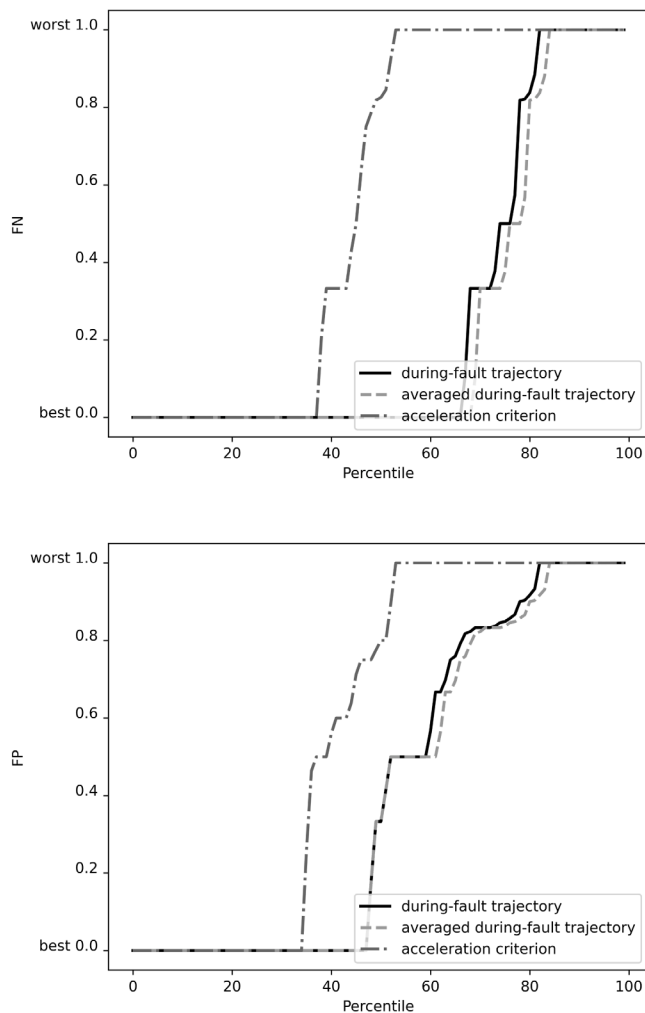 worst 1.0
0.8
0.6
0.4
0.2
best 0.0
FN
during-fault trajectory
averaged during-fault trajectory
acceleration criterion
0 20 40 60 80 100
Percentile
worst 1.0
0.8
0.6
0.4
0.2
best 0.0
FP
during-fault trajectory
averaged during-fault trajectory
acceleration criterion
0 20 40 60 80 100
Percentile